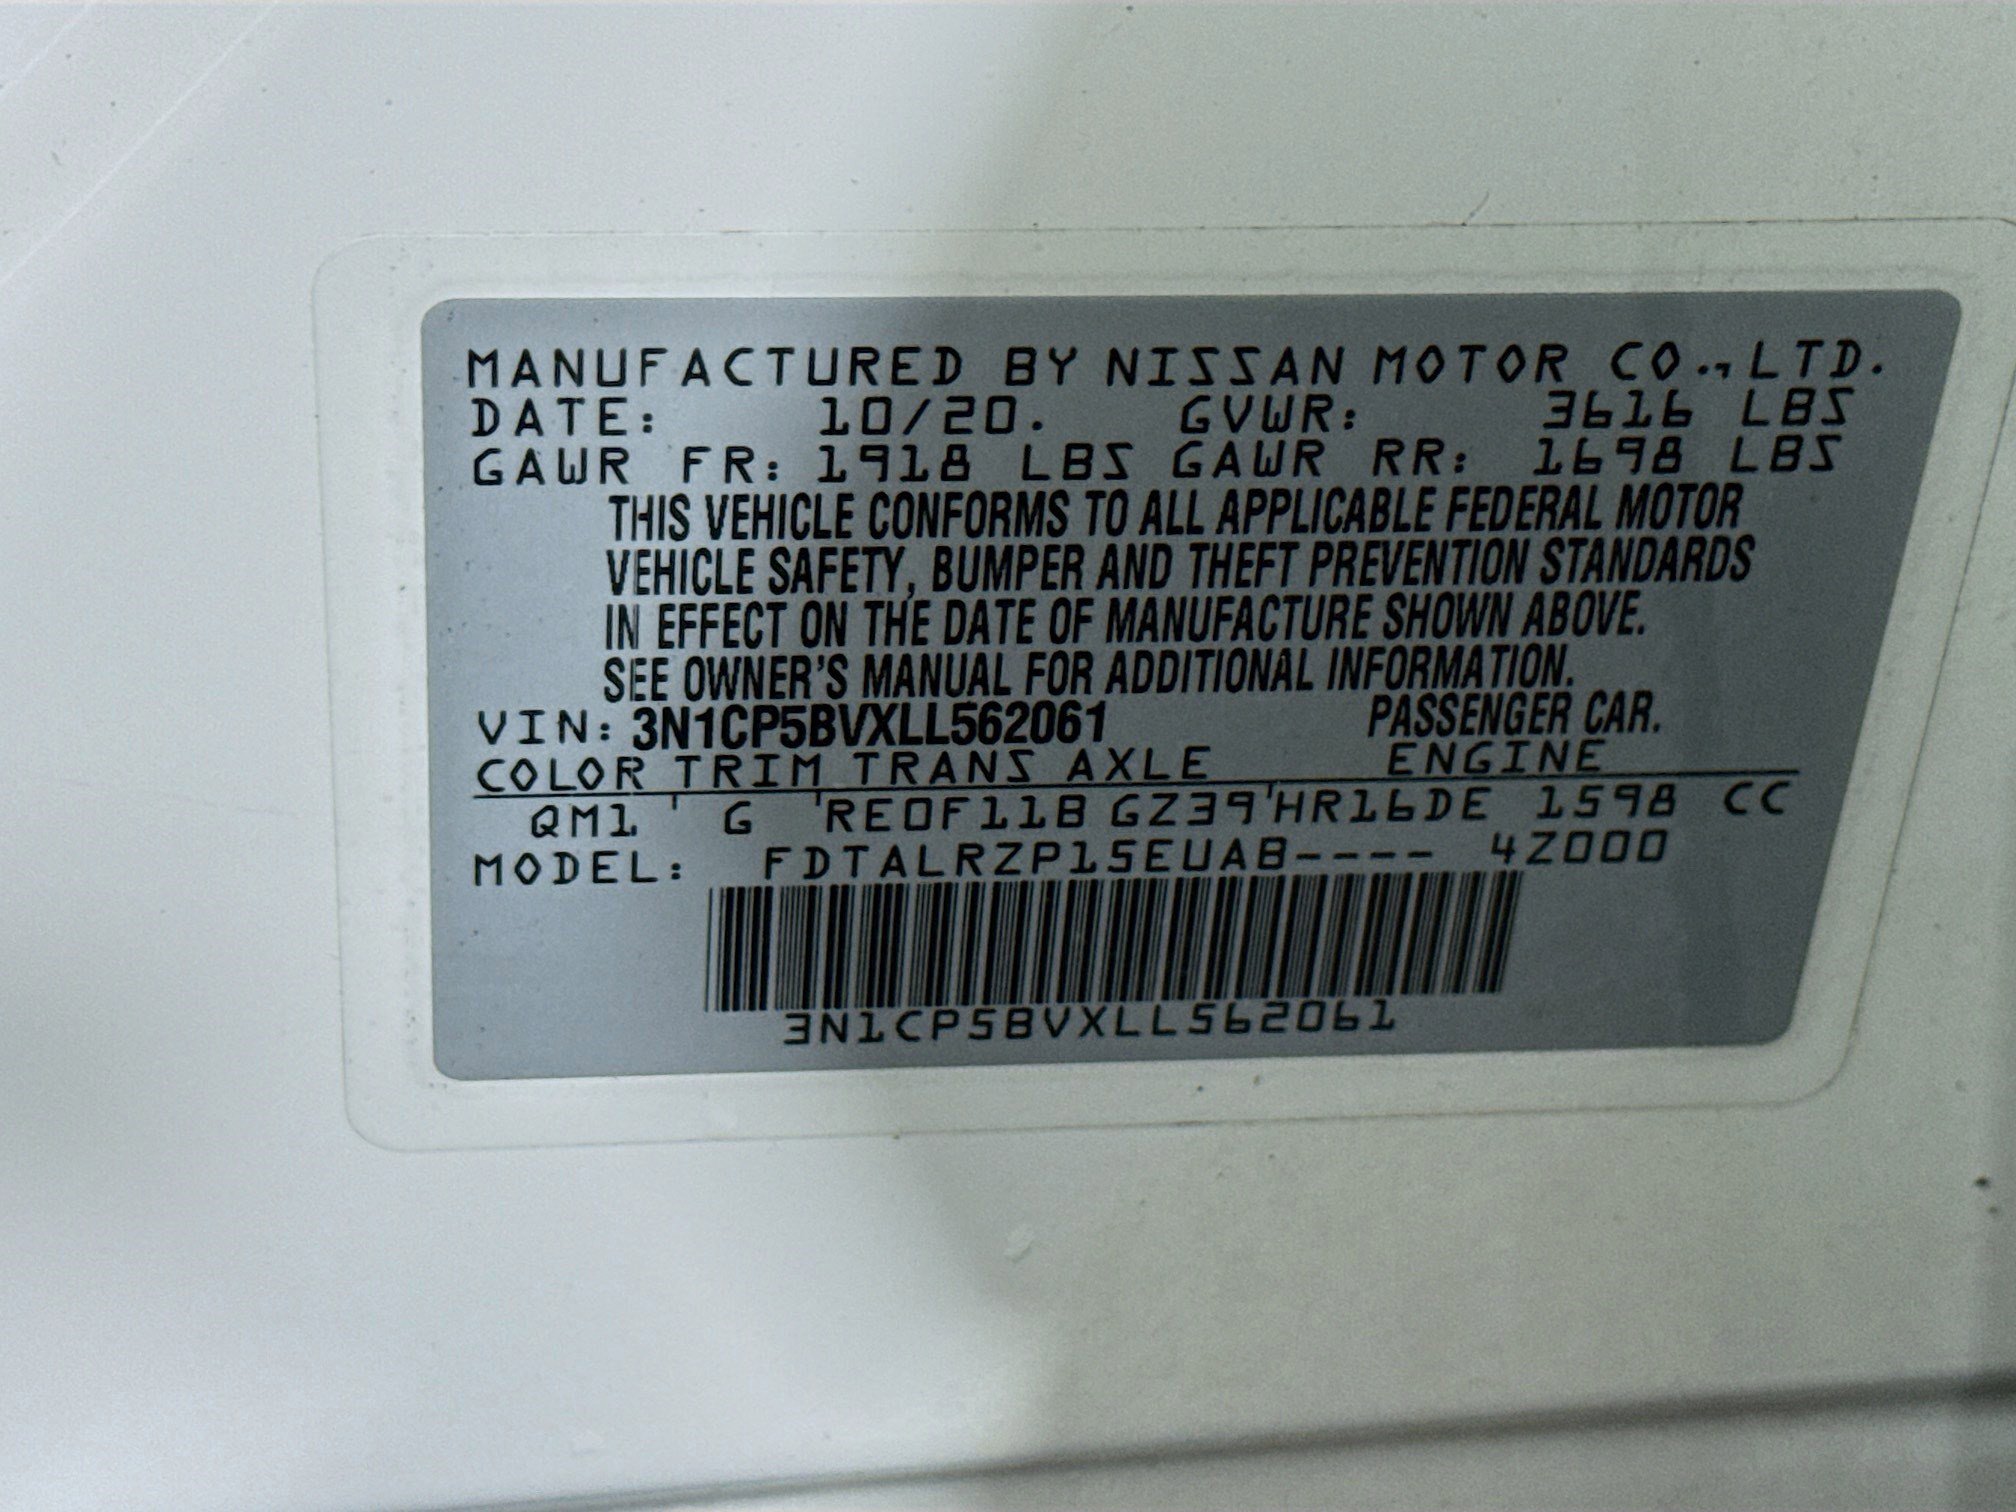 MANUFACTURED BY NISSAN MOTOR CO., LTD.
DATE: 10/20. GVWR: 3616 LBS
GAWR FR: 1918 LBS GAWR RR: 1698 LBS
THIS VEHICLE CONFORMS TO ALL APPLICABLE FEDERAL MOTOR
VEHICLE SAFETY, BUMPER AND THEFT PREVENTION STANDARDS
IN EFFECT ON THE DATE OF MANUFACTURE SHOWN ABOVE.
SEE OWNER'S MANUAL FOR ADDITIONAL INFORMATION.
VIN: 3N1CP5BVXLL562061 PASSENGER CAR.
COLOR TRIM TRANS AXLE ENGINE
QM1 G RE0F11B GZ39 HR16DE 1598 CC
MODEL: FDTALRZP15EUAB---- 4Z000
3N1CP5BVXLL562061